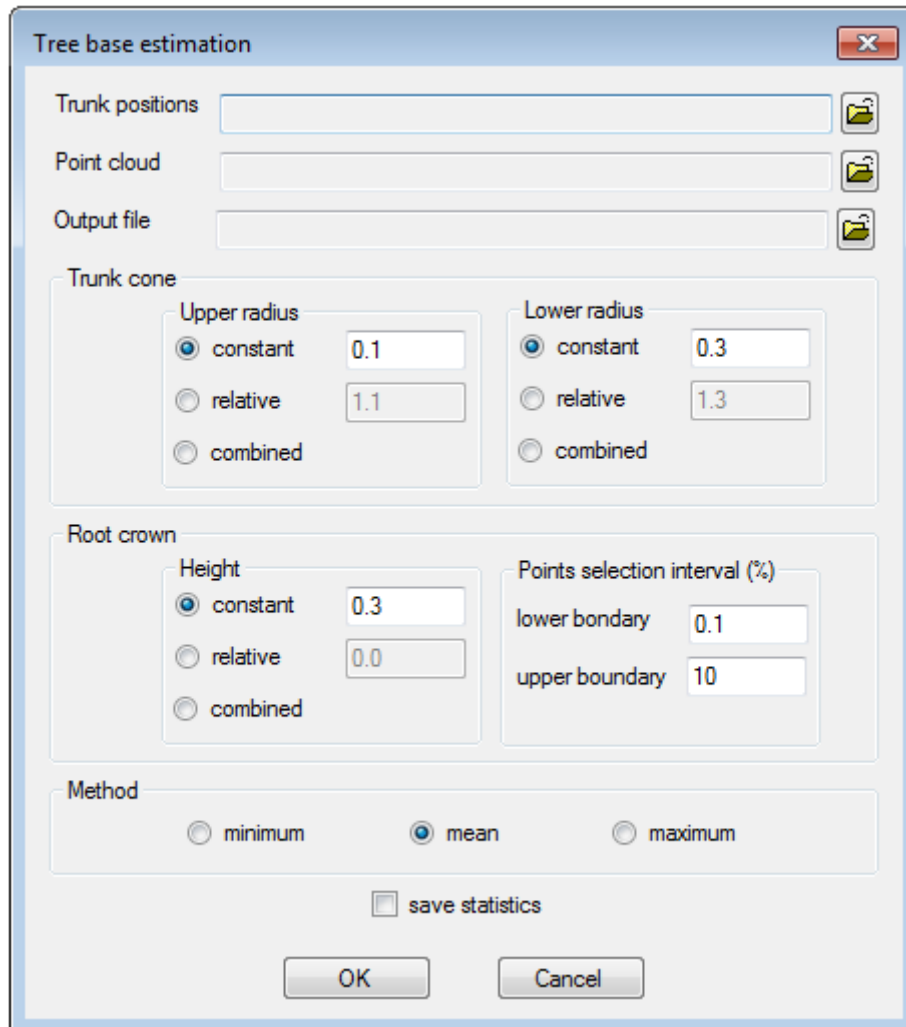 Tree base estimation
Trunk positions
Point cloud
Output file
Trunk cone
Upper radius
constant 0.1
relative 1.1
combined
Lower radius
constant 0.3
relative 1.3
combined
Root crown
Height
constant 0.3
relative 0.0
combined
Points selection interval (%)
lower bondary 0.1
upper boundary 10
Method
minimum mean maximum
save statistics
OK Cancel